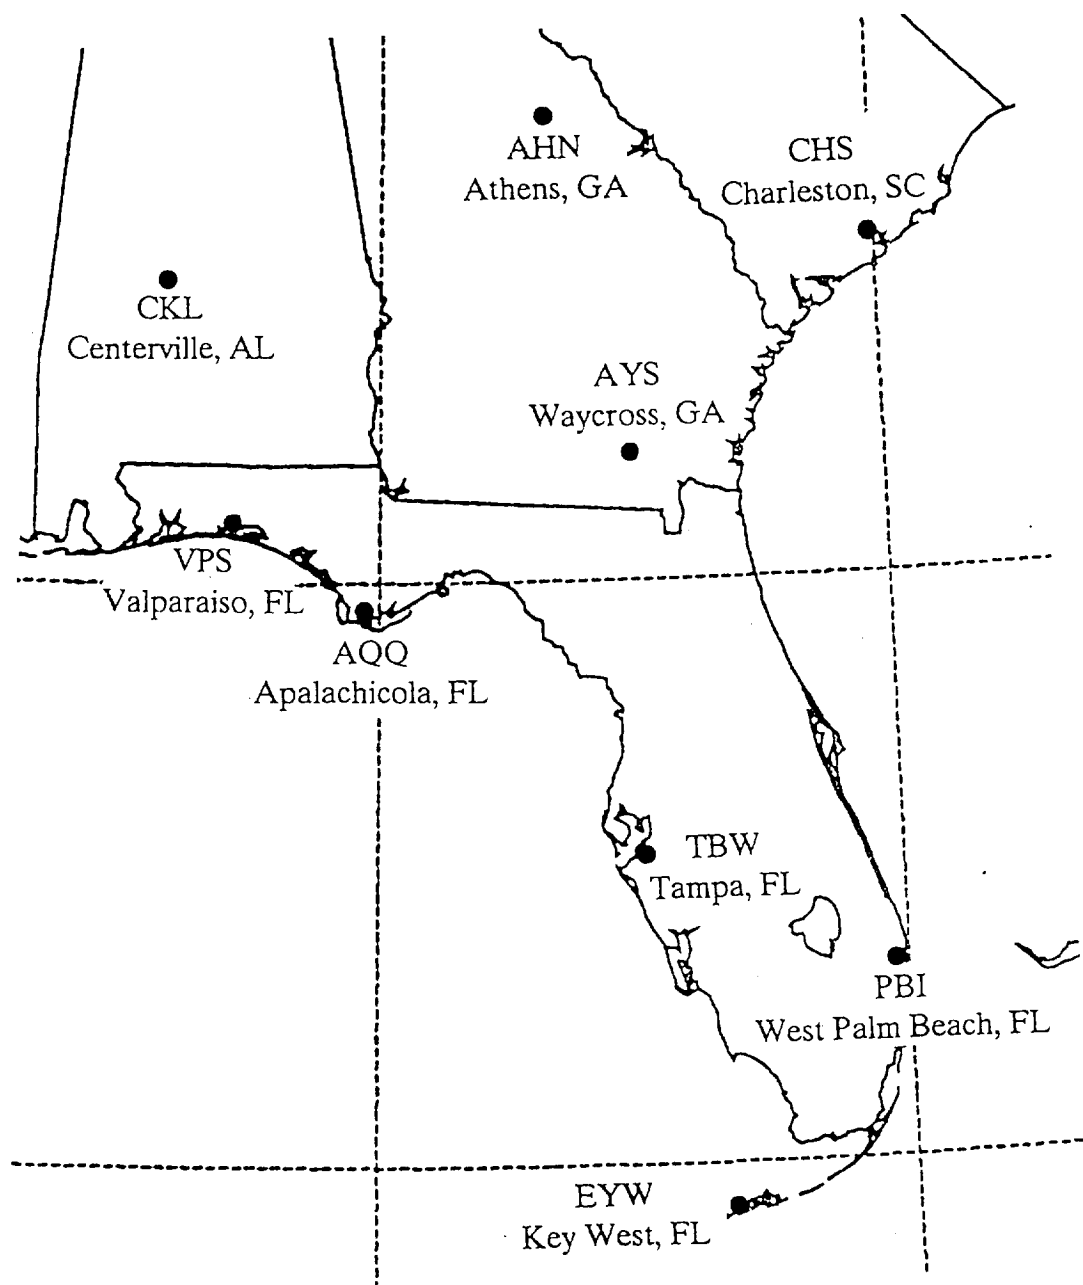 AHN
Athens, GA
CHS
Charleston, SC
CKL
Centerville, AL
AYS
Waycross, GA
VPS
Valparaiso, FL
AQQ
Apalachicola, FL
TBW
Tampa, FL
PBI
West Palm Beach, FL
EYW
Key West, FL